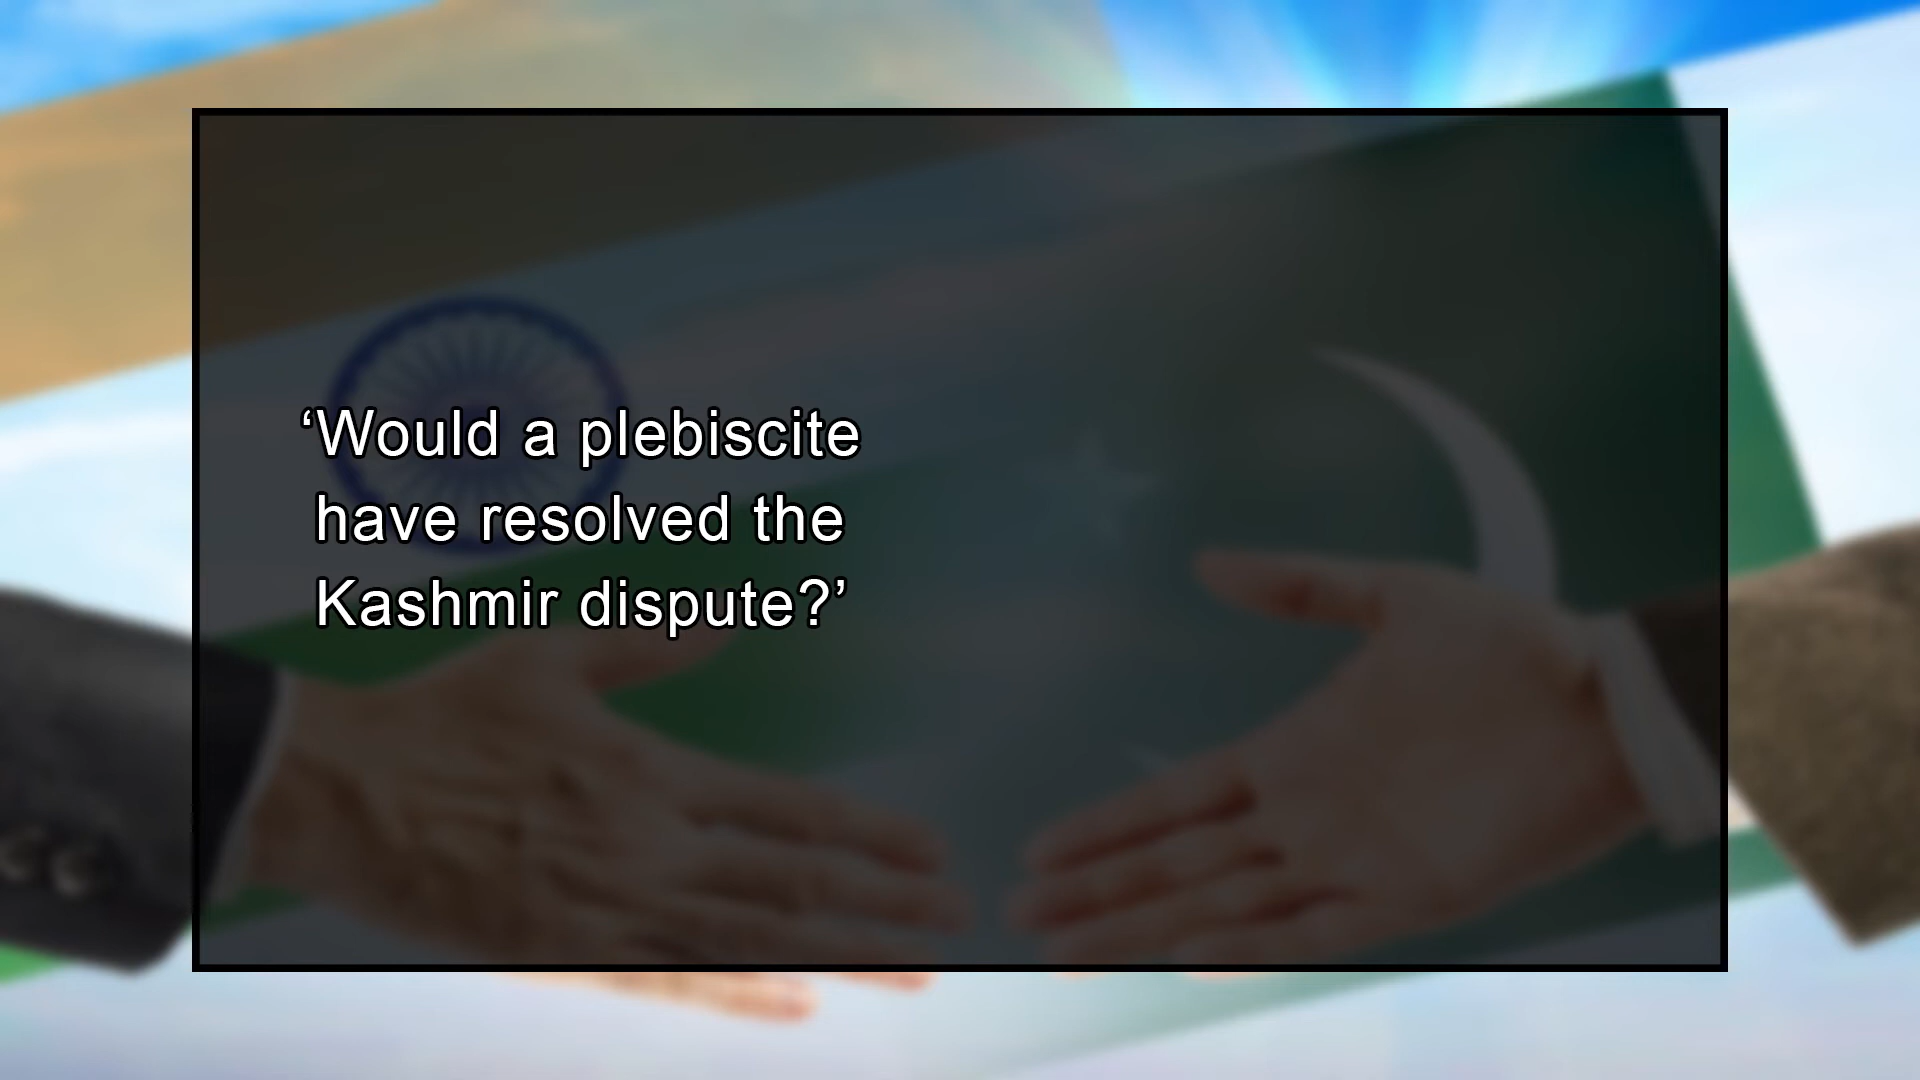 ‘Would a plebiscite
have resolved the
Kashmir dispute?’